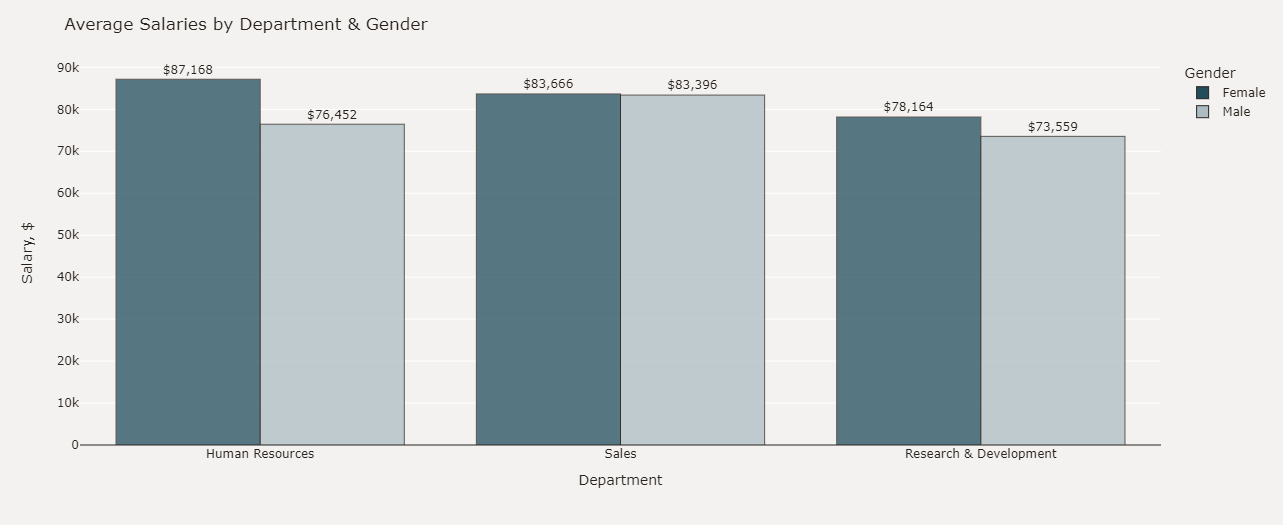 Average Salaries by Department & Gender
90k
80k
70k
60k
50k
40k
30k
20k
10k
0
Salary, $
$87,168
$76,452
$83,666
$83,396
$78,164
$73,559
Human Resources
Sales
Research & Development
Department
Gender
Female
Male